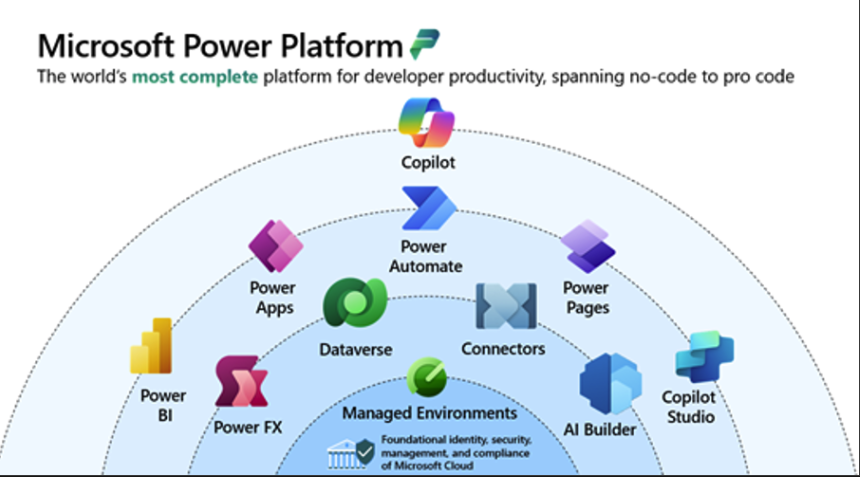 Microsoft Power Platform
The world's most complete platform for developer productivity, spanning no-code to pro code
Copilot
Power
Automate
Power
Apps
Power
Pages
Dataverse
Connectors
Power
BI
Power FX
Managed Environments
AI Builder
Copilot
Studio
Foundational identity, security,
management, and compliance
of Microsoft Cloud